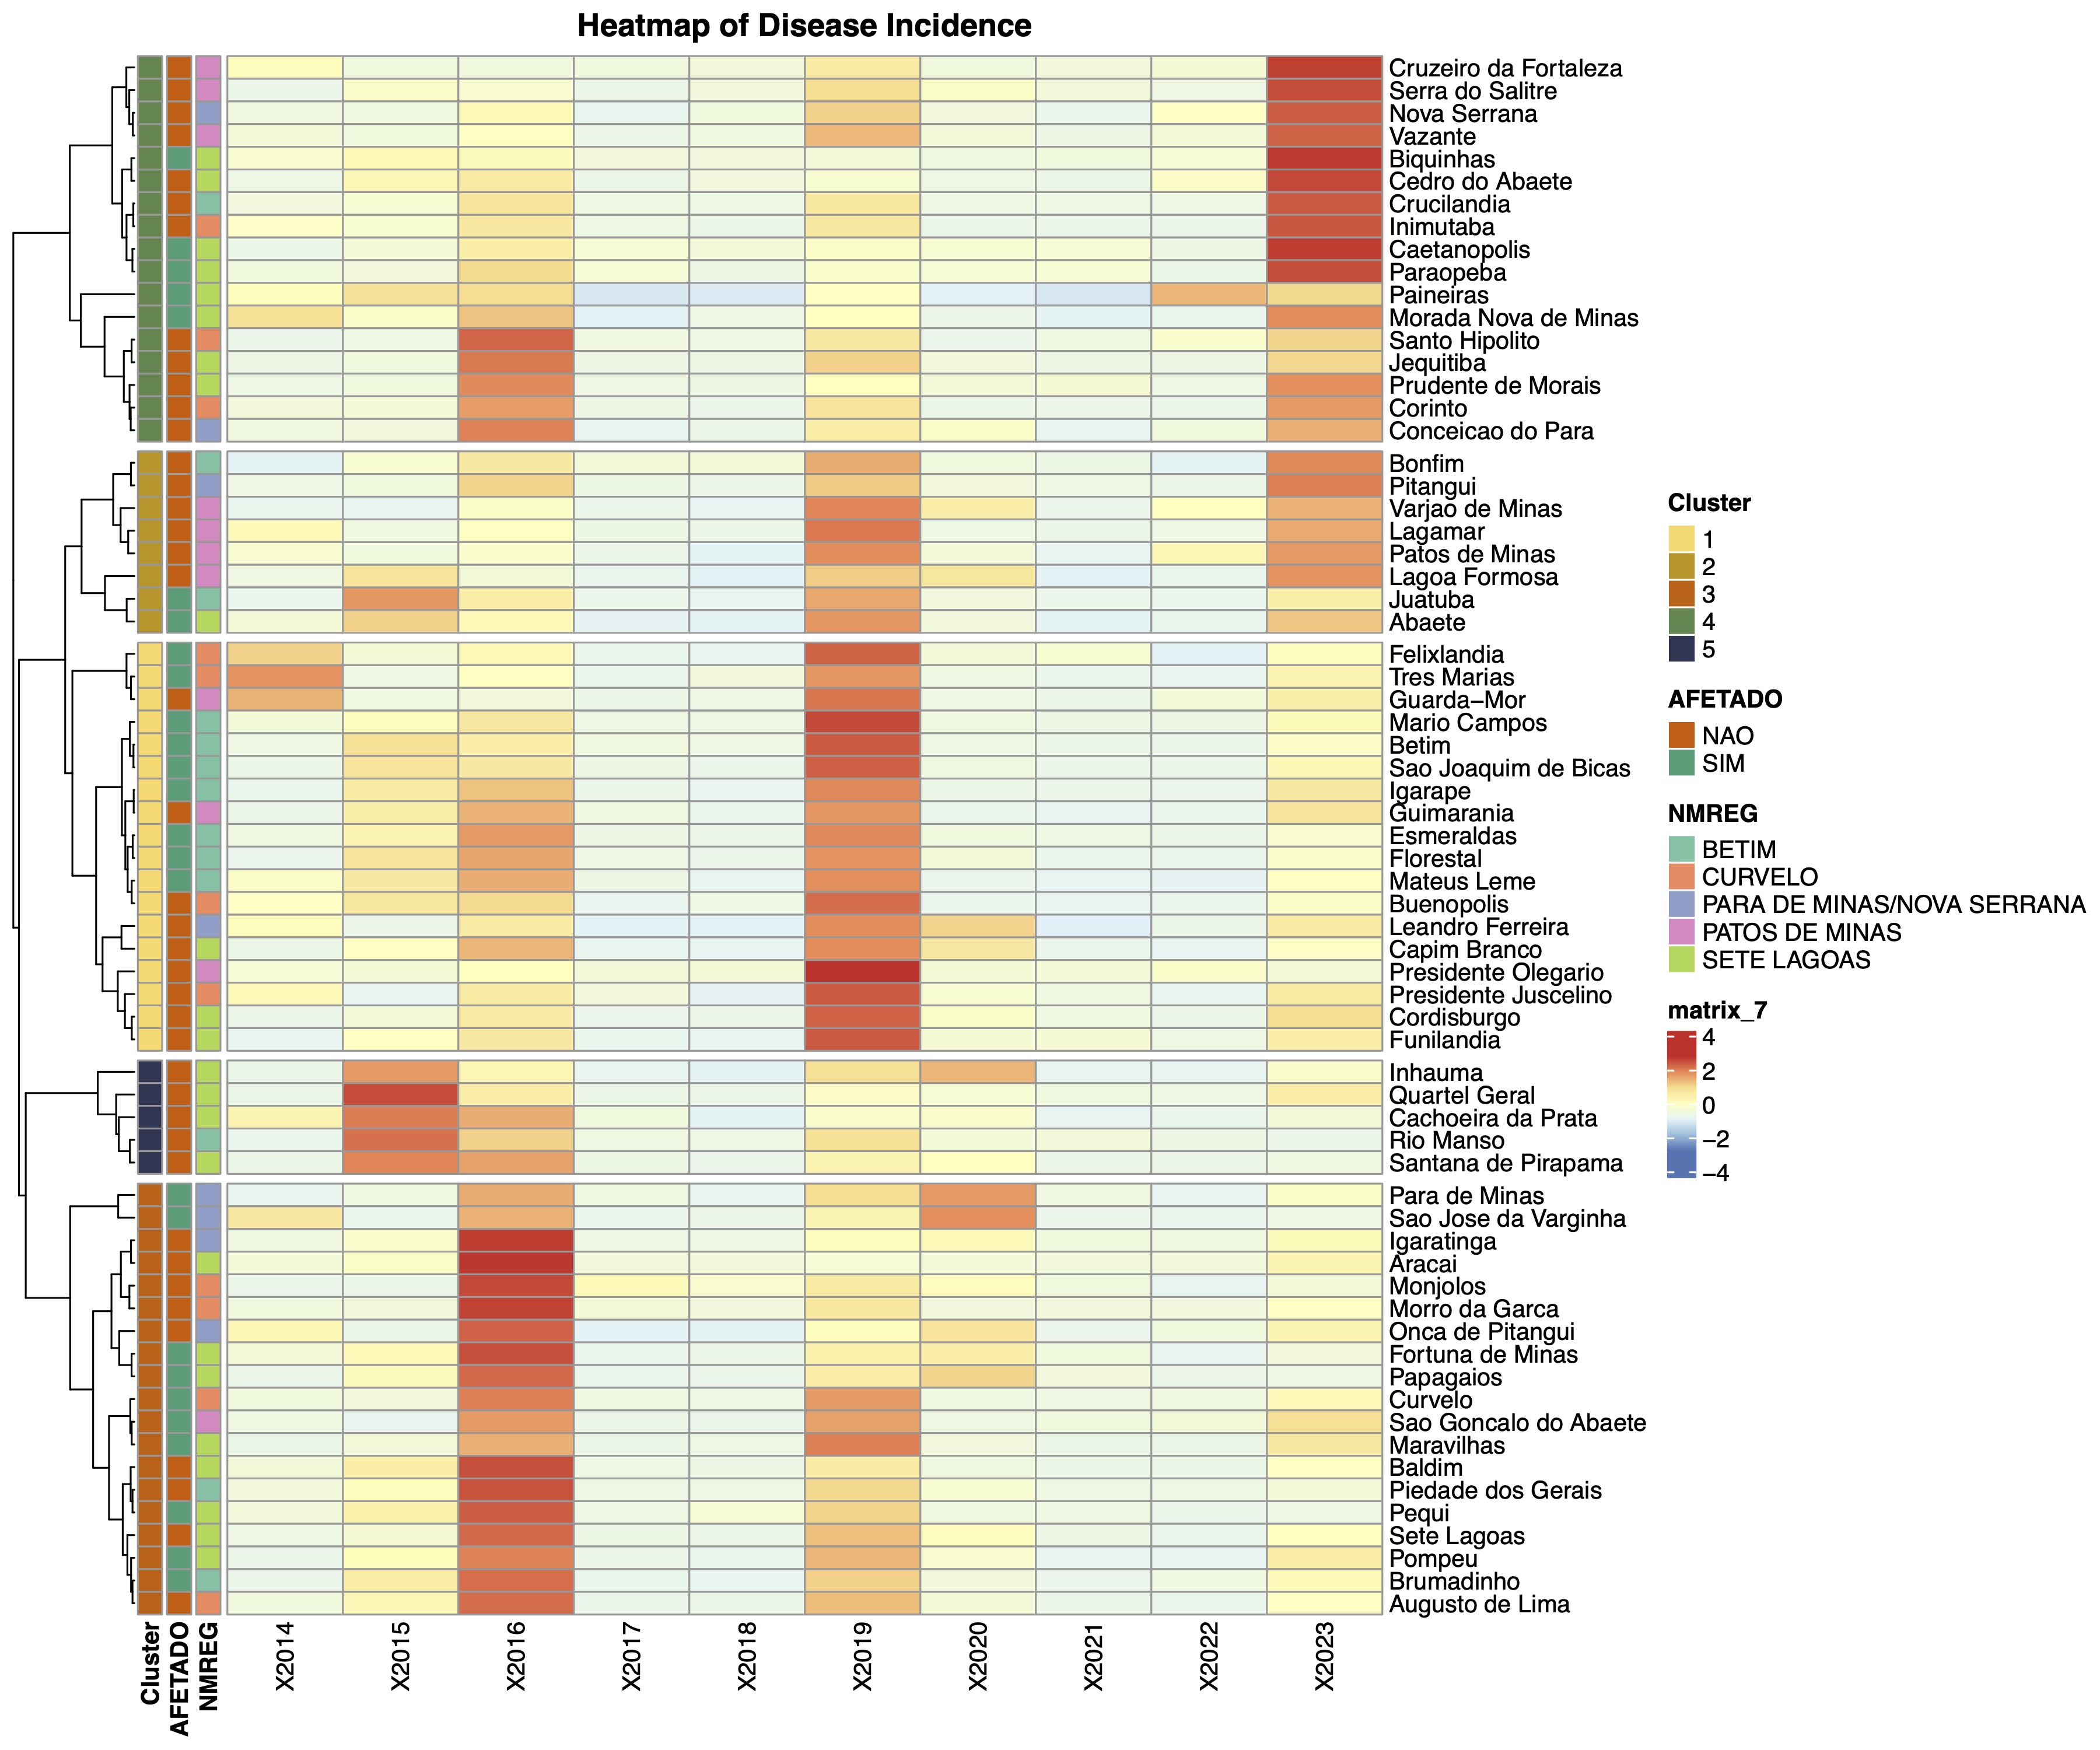 Heatmap of Disease Incidence
Cruzeiro da Fortaleza
Serra do Salitre
Nova Serrana
Vazante
Biquinhas
Cedro do Abaete
Crucilandia
Inimutaba
Caetanopolis
Paraopeba
Paineiras
Morada Nova de Minas
Santo Hipolito
Jequitiba
Prudente de Morais
Corinto
Conceicao do Para
Bonfim
Pitangui
Varjao de Minas
Lagamar
Patos de Minas
Lagoa Formosa
Juatuba
Abaete
Felixlandia
Tres Marias
Guarda−Mor
Mario Campos
Betim
Sao Joaquim de Bicas
Igarape
Guimarania
Esmeraldas
Florestal
Mateus Leme
Buenopolis
Leandro Ferreira
Capim Branco
Presidente Olegario
Presidente Juscelino
Cordisburgo
Funilandia
Inhauma
Quartel Geral
Cachoeira da Prata
Rio Manso
Santana de Pirapama
Para de Minas
Sao Jose da Varginha
Igaratinga
Aracai
Monjolos
Morro da Garca
Onca de Pitangui
Fortuna de Minas
Papagaios
Curvelo
Sao Goncalo do Abaete
Maravilhas
Baldim
Piedade dos Gerais
Pequi
Sete Lagoas
Pompeu
Brumadinho
Augusto de Lima
Cluster
AFETADO
NMREG
X2014
X2015
X2016
X2017
X2018
X2019
X2020
X2021
X2022
X2023
Cluster
1
2
3
4
5
AFETADO
NAO
SIM
NMREG
BETIM
CURVELO
PARA DE MINAS/NOVA SERRANA
PATOS DE MINAS
SETE LAGOAS
matrix_7
4
2
0
−2
−4